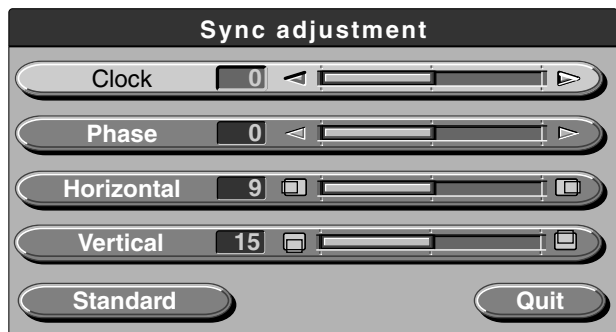 Sync adjustment
Clock 0
Phase 0
Horizontal 9
Vertical 15
Standard Quit